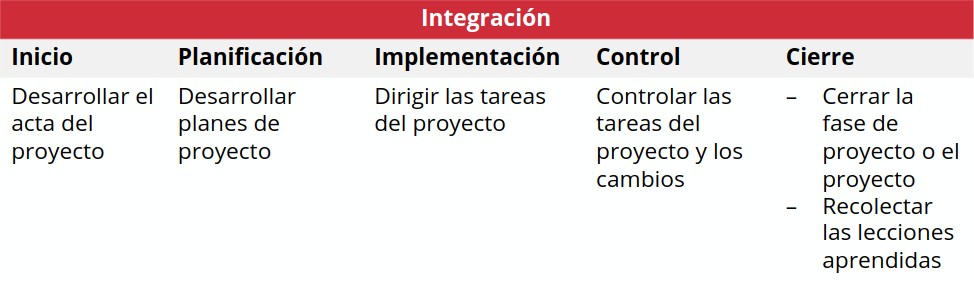 Integración
Inicio
Planificación
Implementación
Control
Cierre
Desarrollar el
acta del
proyecto
Desarrollar
planes de
proyecto
Dirigir las tareas
del proyecto
Controlar las
tareas del
proyecto y los
cambios
– Cerrar la
fase de
proyecto o el
proyecto
– Recolectar
las lecciones
aprendidas